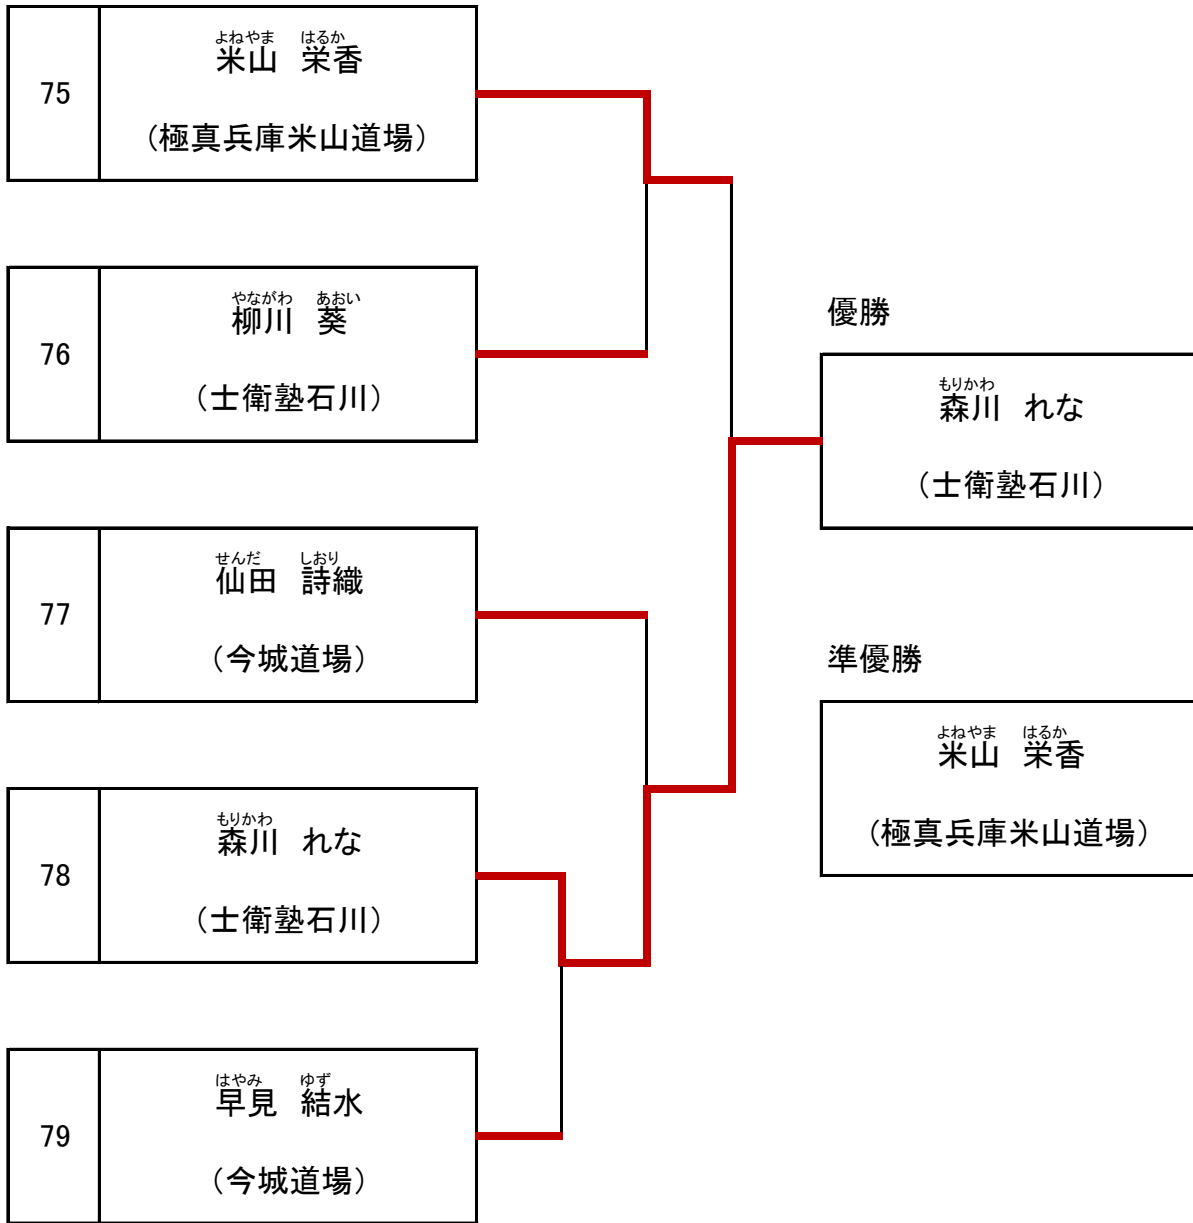 よねやま はるか
75 米山 栄香
(極真兵庫米山道場)
やながわ あおい
76 柳川 葵
(士衛塾石川)
せんだ しおり
77 仙田 詩織
(今城道場)
もりかわ
78 森川 れな
(士衛塾石川)
はやみ ゆず
79 早見 結水
(今城道場)
優勝
もりかわ
森川 れな
(士衛塾石川)
準優勝
よねやま はるか
米山 栄香
(極真兵庫米山道場)